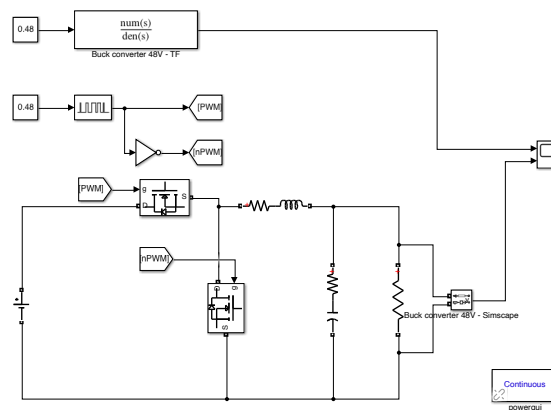 0.48
num(s)
den(s)
Buck converter 48V - TF
0.48
[PWM]
[nPWM]
[PWM]
g
D
S
[nPWM]
D
g
S
+
Buck converter 48V - Simscape
Continuous
powergui